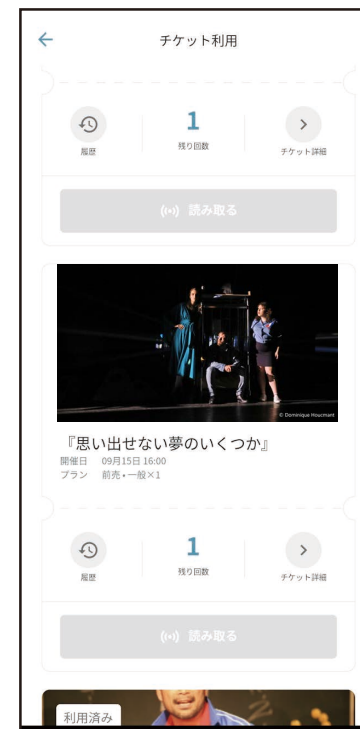 チケット利用
1
履歴
残り回数
チケット詳細
読み取る
© Dominique Houcmant
『思い出せない夢のいくつか』
開催日 09月15日 16:00
プラン 前売・一般×1
1
履歴
残り回数
チケット詳細
読み取る
利用済み